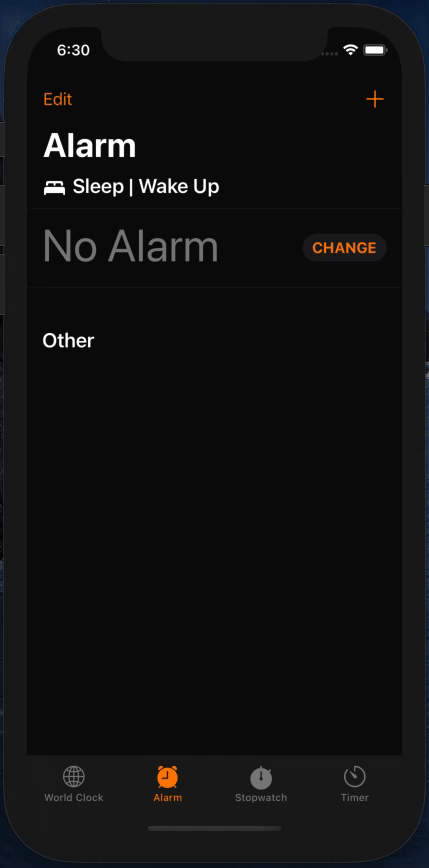 6:30
Edit
Alarm
Sleep | Wake Up
No Alarm CHANGE
Other
World Clock Alarm Stopwatch Timer